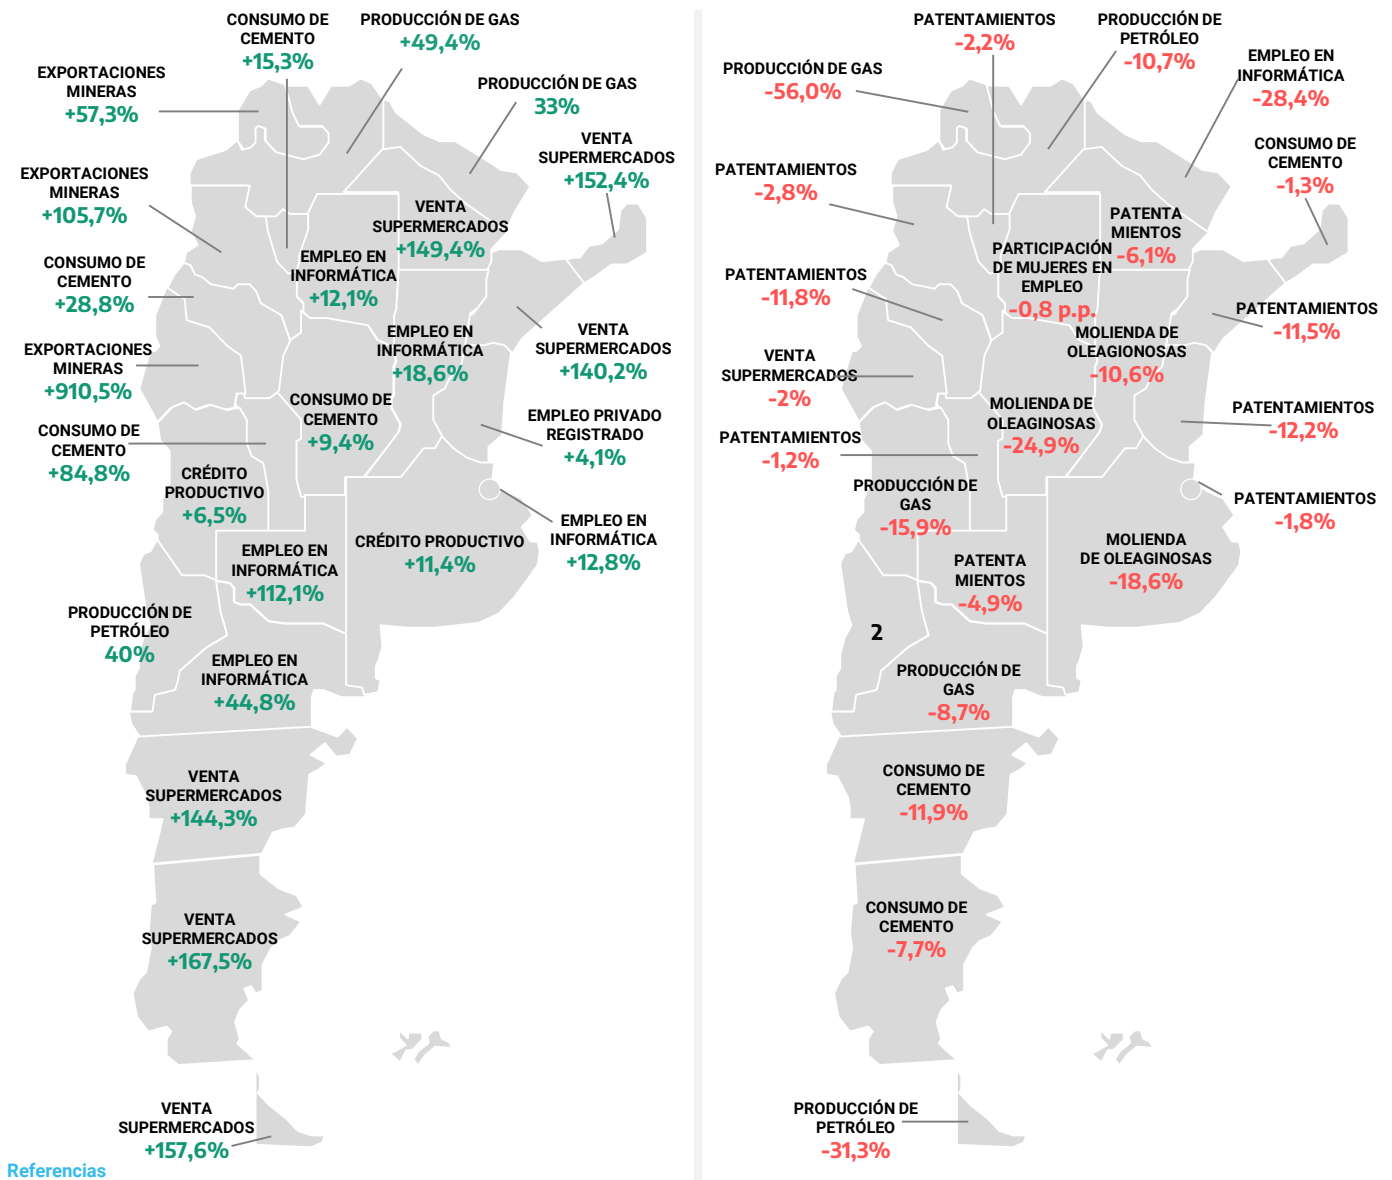 CONSUMO DE
CEMENTO
+15,3%
PRODUCCIÓN DE GAS
+49,4%
EXPORTACIONES
MINERAS
+57,3%
PRODUCCIÓN DE GAS
33%
VENTA
SUPERMERCADOS
+152,4%
EXPORTACIONES
MINERAS
+105,7%
VENTA
SUPERMERCADOS
+149,4%
EMPLEO EN
INFORMÁTICA
+12,1%
CONSUMO DE
CEMENTO
+28,8%
EMPLEO EN
INFORMÁTICA
+18,6%
VENTA
SUPERMERCADOS
+140,2%
EXPORTACIONES
MINERAS
+910,5%
CONSUMO DE
CEMENTO
+9,4%
EMPLEO PRIVADO
REGISTRADO
+4,1%
CONSUMO DE
CEMENTO
+84,8%
CRÉDITO
PRODUCTIVO
+6,5%
EMPLEO EN
INFORMÁTICA
+12,8%
CRÉDITO PRODUCTIVO
+11,4%
EMPLEO EN
INFORMÁTICA
+112,1%
PRODUCCIÓN DE
PETRÓLEO
40%
EMPLEO EN
INFORMÁTICA
+44,8%
VENTA
SUPERMERCADOS
+144,3%
VENTA
SUPERMERCADOS
+167,5%
VENTA
SUPERMERCADOS
+157,6%
Referencias
PATENTAMIENTOS
-2,2%
PRODUCCIÓN DE
PETRÓLEO
-10,7%
PRODUCCIÓN DE GAS
-56,0%
EMPLEO EN
INFORMÁTICA
-28,4%
CONSUMO DE
CEMENTO
-1,3%
PATENTAMIENTOS
-2,8%
PATENTA
MIENTOS
-6,1%
PARTICIPACIÓN
DE MUJERES EN
EMPLEO
-0,8 p.p.
PATENTAMIENTOS
-11,8%
PATENTAMIENTOS
-11,5%
MOLIENDA DE
OLEAGIONOSAS
-10,6%
VENTA
SUPERMERCADOS
-2%
MOLIENDA DE
OLEAGINOSAS
-24,9%
PATENTAMIENTOS
-12,2%
PATENTAMIENTOS
-1,2%
PRODUCCIÓN DE
GAS
-15,9%
PATENTAMIENTOS
-1,8%
MOLIENDA
DE OLEAGINOSAS
-18,6%
PATENTA
MIENTOS
-4,9%
2
PRODUCCIÓN DE
GAS
-8,7%
CONSUMO DE
CEMENTO
-11,9%
CONSUMO DE
CEMENTO
-7,7%
PRODUCCIÓN DE
PETRÓLEO
-31,3%